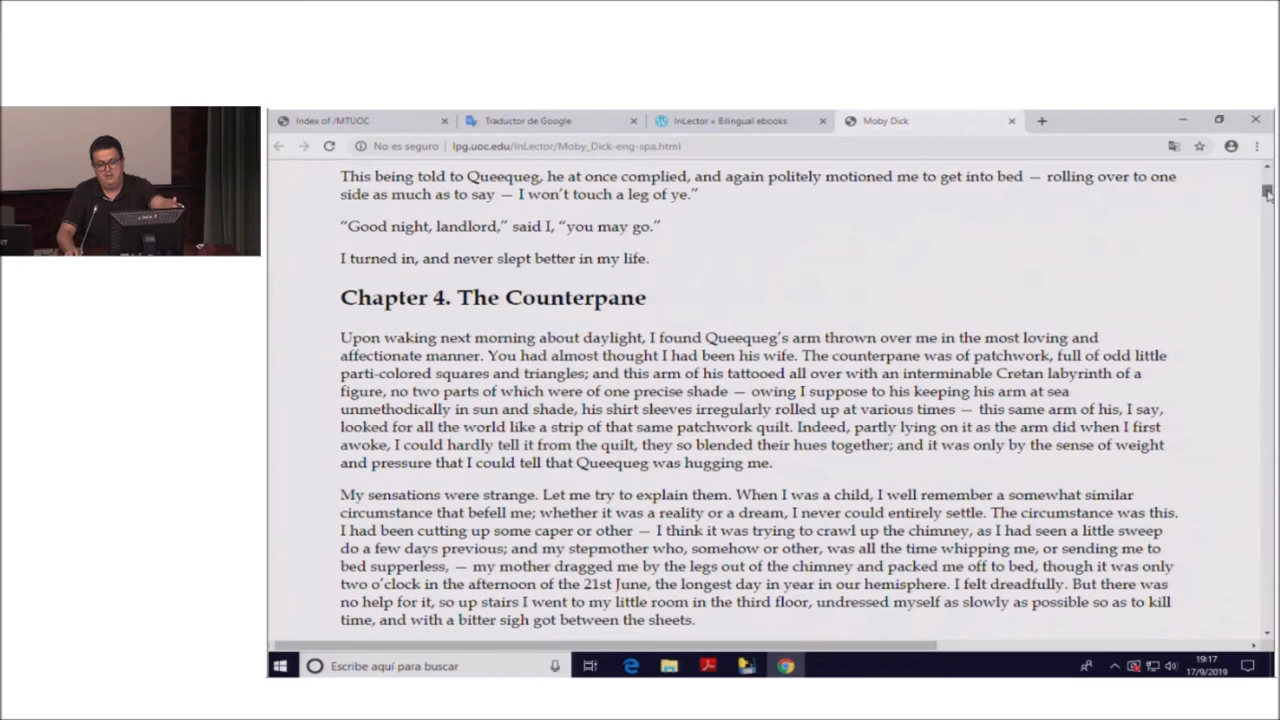 Index of /MTUOC
Traductor de Google
InLector – Bilingual ebooks
Moby Dick
No es seguro
lpg.uoc.edu/InLector/Moby_Dick-eng-spa.html
This being told to Queequeg, he at once complied, and again politely motioned me to get into bed — rolling over to one
side as much as to say — I won’t touch a leg of ye.”
“Good night, landlord,” said I, “you may go.”
I turned in, and never slept better in my life.
Chapter 4. The Counterpane
Upon waking next morning about daylight, I found Queequeg’s arm thrown over me in the most loving and
affectionate manner. You had almost thought I had been his wife. The counterpane was of patchwork, full of odd little
parti-colored squares and triangles; and this arm of his tattooed all over with an interminable Cretan labyrinth of a
figure, no two parts of which were of one precise shade — owing I suppose to his keeping his arm at sea
unmethodically in sun and shade, his shirt sleeves irregularly rolled up at various times — this same arm of his, I say,
looked for all the world like a strip of that same patchwork quilt. Indeed, partly lying on it as the arm did when I first
awoke, I could hardly tell it from the quilt, they so blended their hues together; and it was only by the sense of weight
and pressure that I could tell that Queequeg was hugging me.
My sensations were strange. Let me try to explain them. When I was a child, I well remember a somewhat similar
circumstance that befell me; whether it was a reality or a dream, I never could entirely settle. The circumstance was this.
I had been cutting up some caper or other — I think it was trying to crawl up the chimney, as I had seen a little sweep
do a few days previous; and my stepmother who, somehow or other, was all the time whipping me, or sending me to
bed supperless, — my mother dragged me by the legs out of the chimney and packed me off to bed, though it was only
two o’clock in the afternoon of the 21st June, the longest day in year in our hemisphere. I felt dreadfully. But there was
no help for it, so up stairs I went to my little room in the third floor, undressed myself as slowly as possible so as to kill
time, and with a bitter sigh got between the sheets.
Escribe aquí para buscar
19:17
17/9/2019